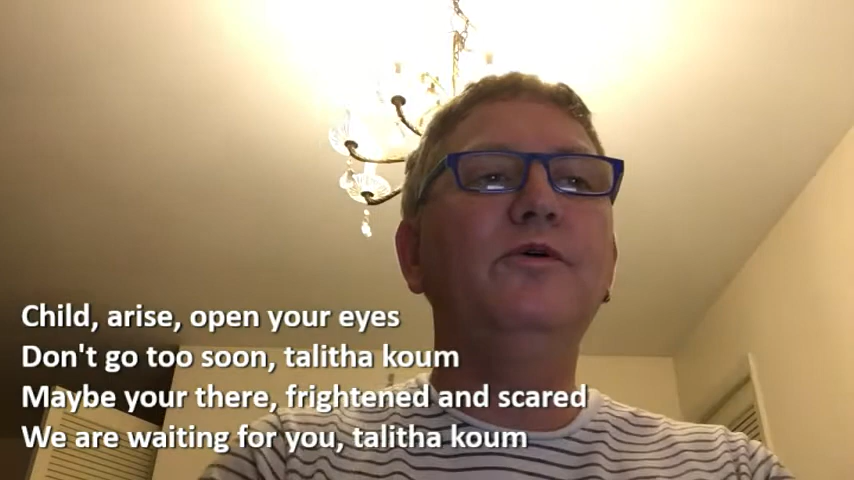 Child, arise, open your eyes
Don't go too soon, talitha koum
Maybe your there, frightened and scared
We are waiting for you, talitha koum